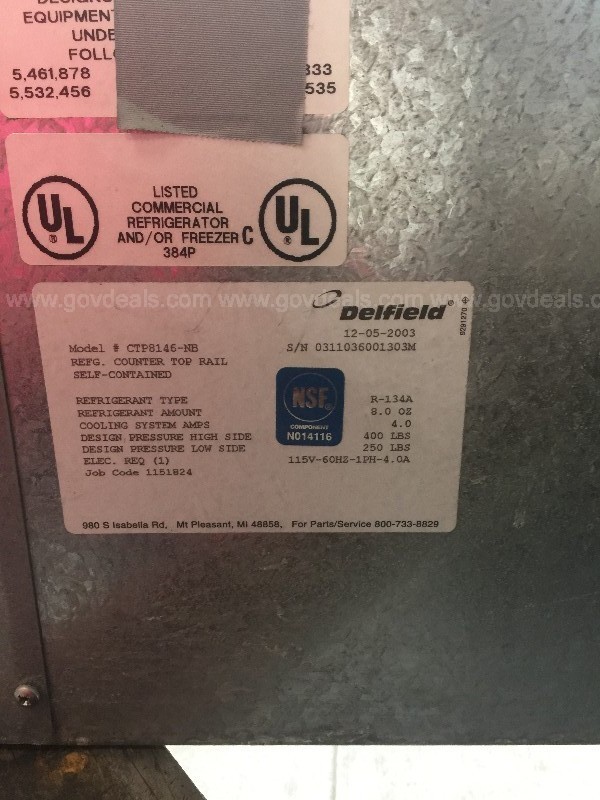 EQUIPMENT
UNDE
FOLL
5,461,878 333
5,532,456 535
UL LISTED UL
COMMERCIAL
REFRIGERATOR
AND/OR FREEZER C
384P
®
®
www.govdeals.com www.govdeals.com www.govdeals.com
Delfield®
9291270
12-05-2003
Model # CTP8146-NB S/N 0311036001303M
REFG. COUNTER TOP RAIL
SELF-CONTAINED
NSF
COMPONENT
N014116
REFRIGERANT TYPE R-134A
REFRIGERANT AMOUNT 8.0 OZ
COOLING SYSTEM AMPS 4.0
DESIGN PRESSURE HIGH SIDE 400 LBS
DESIGN PRESSURE LOW SIDE 250 LBS
ELEC. REQ (1) 115V-60HZ-1PH-4.0A
Job Code 1151824
980 S Isabella Rd, Mt Pleasant, MI 48858, For Parts/Service 800-733-8829